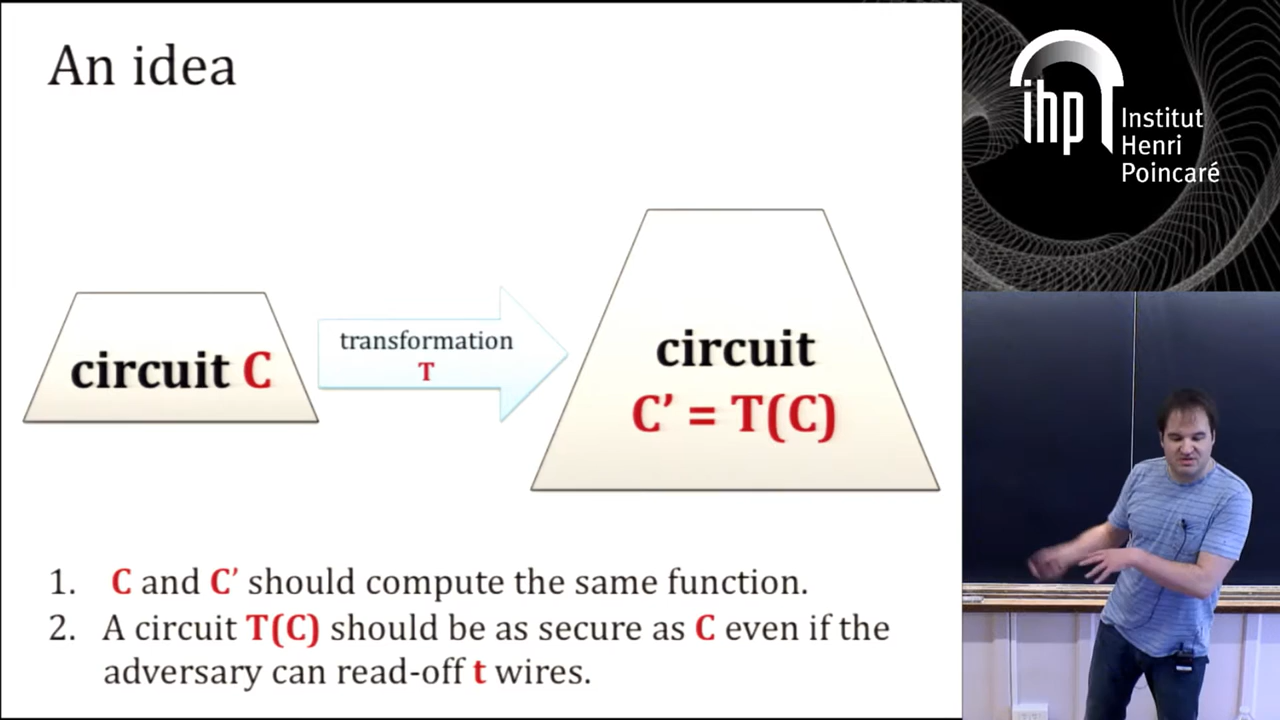 An idea
circuit C
transformation
T
circuit
C’ = T(C)
1. C and C’ should compute the same function.
2. A circuit T(C) should be as secure as C even if the
adversary can read-off t wires.
ihp
Institut
Henri
Poincaré